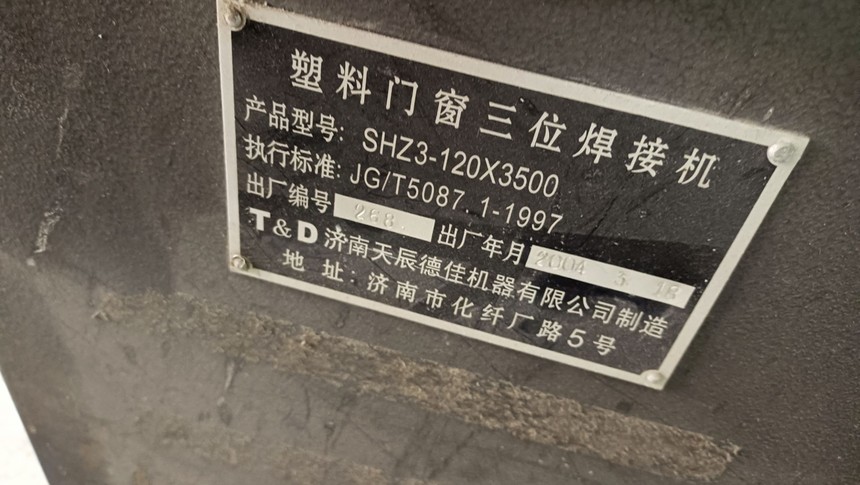 塑料门窗三位焊接机
产品型号: SHZ3-120X3500
执行标准: JG/T5087.1-1997
出厂编号 268. 出厂年月 2004 3 18
T&D 济南天辰德佳机器有限公司制造
地 址: 济南市化纤厂路5号